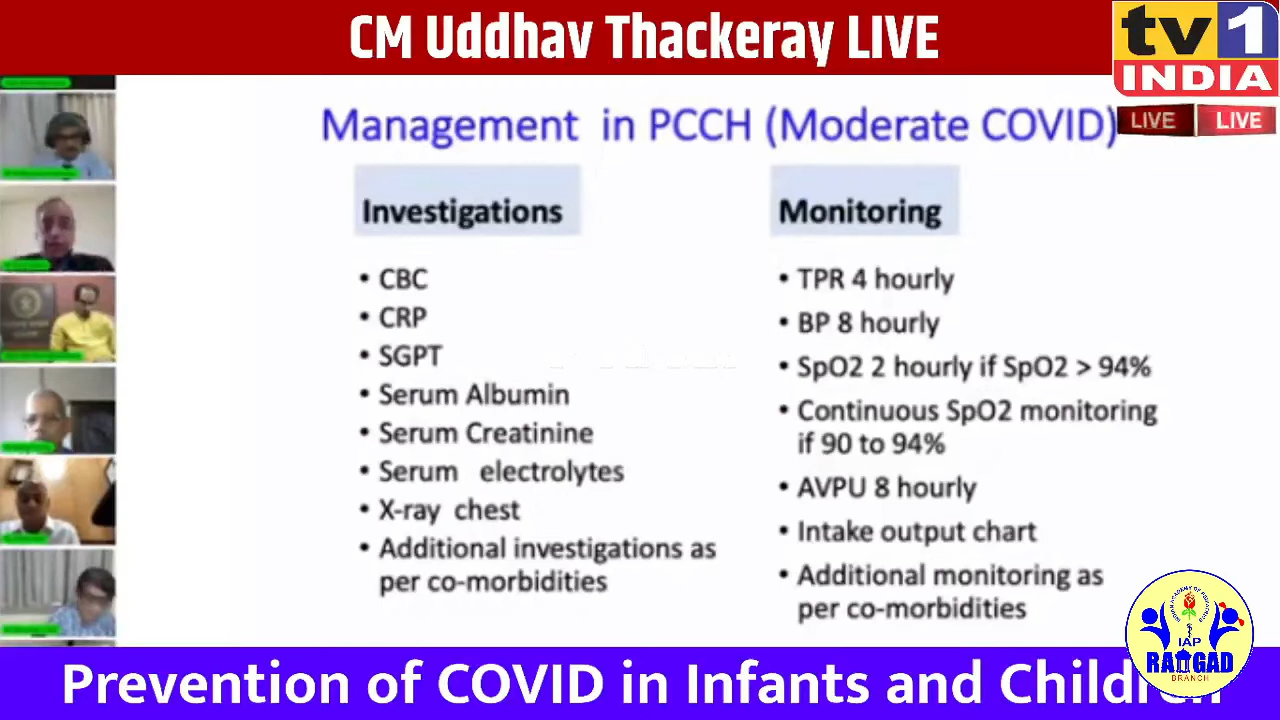 CM Uddhav Thackeray LIVE
tv1
INDIA
LIVE LIVE
Management in PCCH (Moderate COVID)
Investigations
• CBC
• CRP
• SGPT
• Serum Albumin
• Serum Creatinine
• Serum electrolytes
• X-ray chest
• Additional investigations as
per co-morbidities
Monitoring
• TPR 4 hourly
• BP 8 hourly
• SpO2 2 hourly if SpO2 > 94%
• Continuous SpO2 monitoring
if 90 to 94%
• AVPU 8 hourly
• Intake output chart
• Additional monitoring as
per co-morbidities
IAP
RAIGAD
BRANCH
Prevention of COVID in Infants and Children